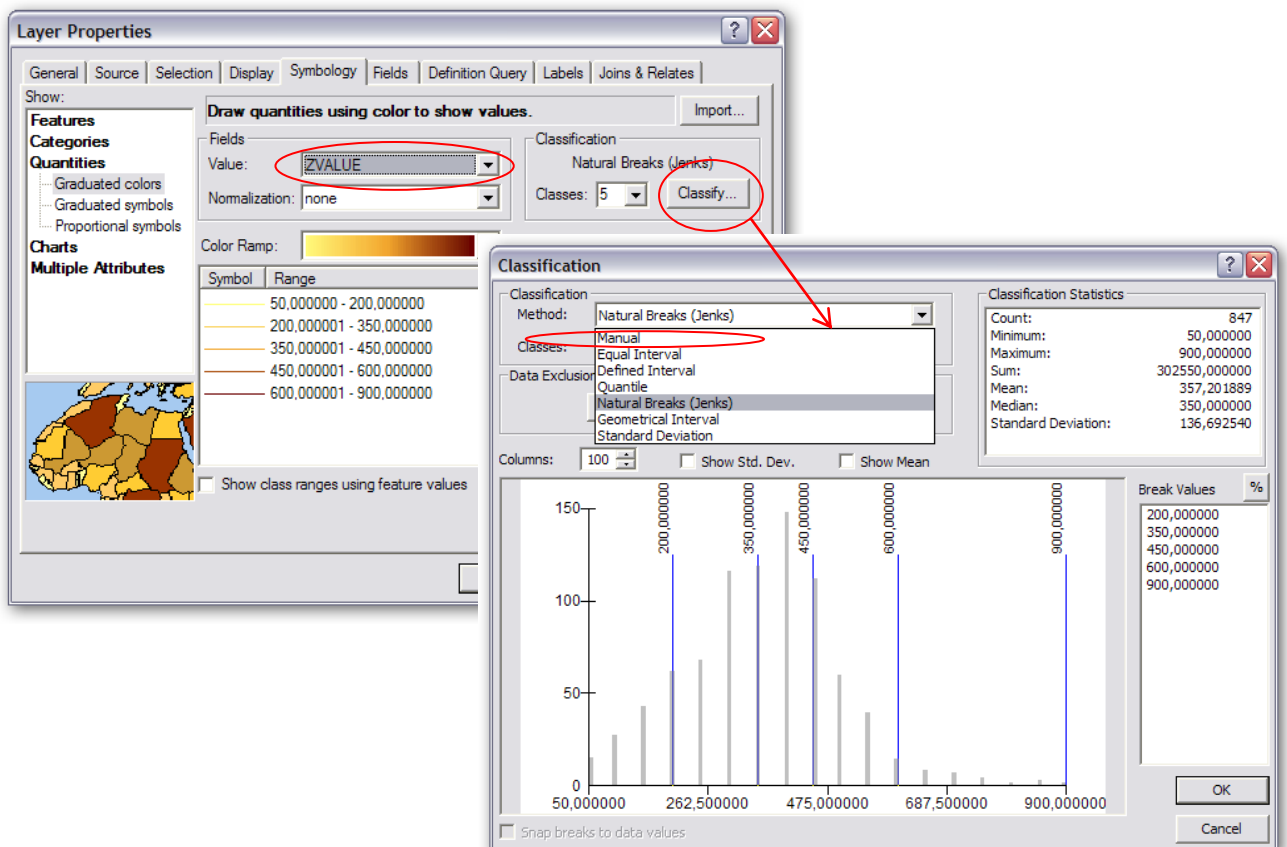 Layer Properties
General Source Selection Display Symbology Fields Definition Query Labels Joins & Relates
Show:
Features
Categories
Quantities
Graduated colors
Graduated symbols
Proportional symbols
Charts
Multiple Attributes
Draw quantities using color to show values.
Import...
Fields
Value: ZVALUE
Normalization: none
Classification
Natural Breaks (Jenks)
Classes: 5 Classify...
Color Ramp:
Symbol Range
50,000000 - 200,000000
200,000001 - 350,000000
350,000001 - 450,000000
450,000001 - 600,000000
600,000001 - 900,000000
Show class ranges using feature values
Classification
Classification
Method: Natural Breaks (Jenks)
Classes:
Manual
Equal Interval
Defined Interval
Quantile
Natural Breaks (Jenks)
Geometrical Interval
Standard Deviation
Data Exclusion
Classification Statistics
Count: 847
Minimum: 50,000000
Maximum: 900,000000
Sum: 302550,000000
Mean: 357,201889
Median: 350,000000
Standard Deviation: 136,692540
Columns: 100 Show Std. Dev. Show Mean
200,000000
350,000000
450,000000
600,000000
900,000000
150
100
50
0
50,000000 262,500000 475,000000 687,500000 900,000000
Break Values %
200,000000
350,000000
450,000000
600,000000
900,000000
Snap breaks to data values
OK
Cancel